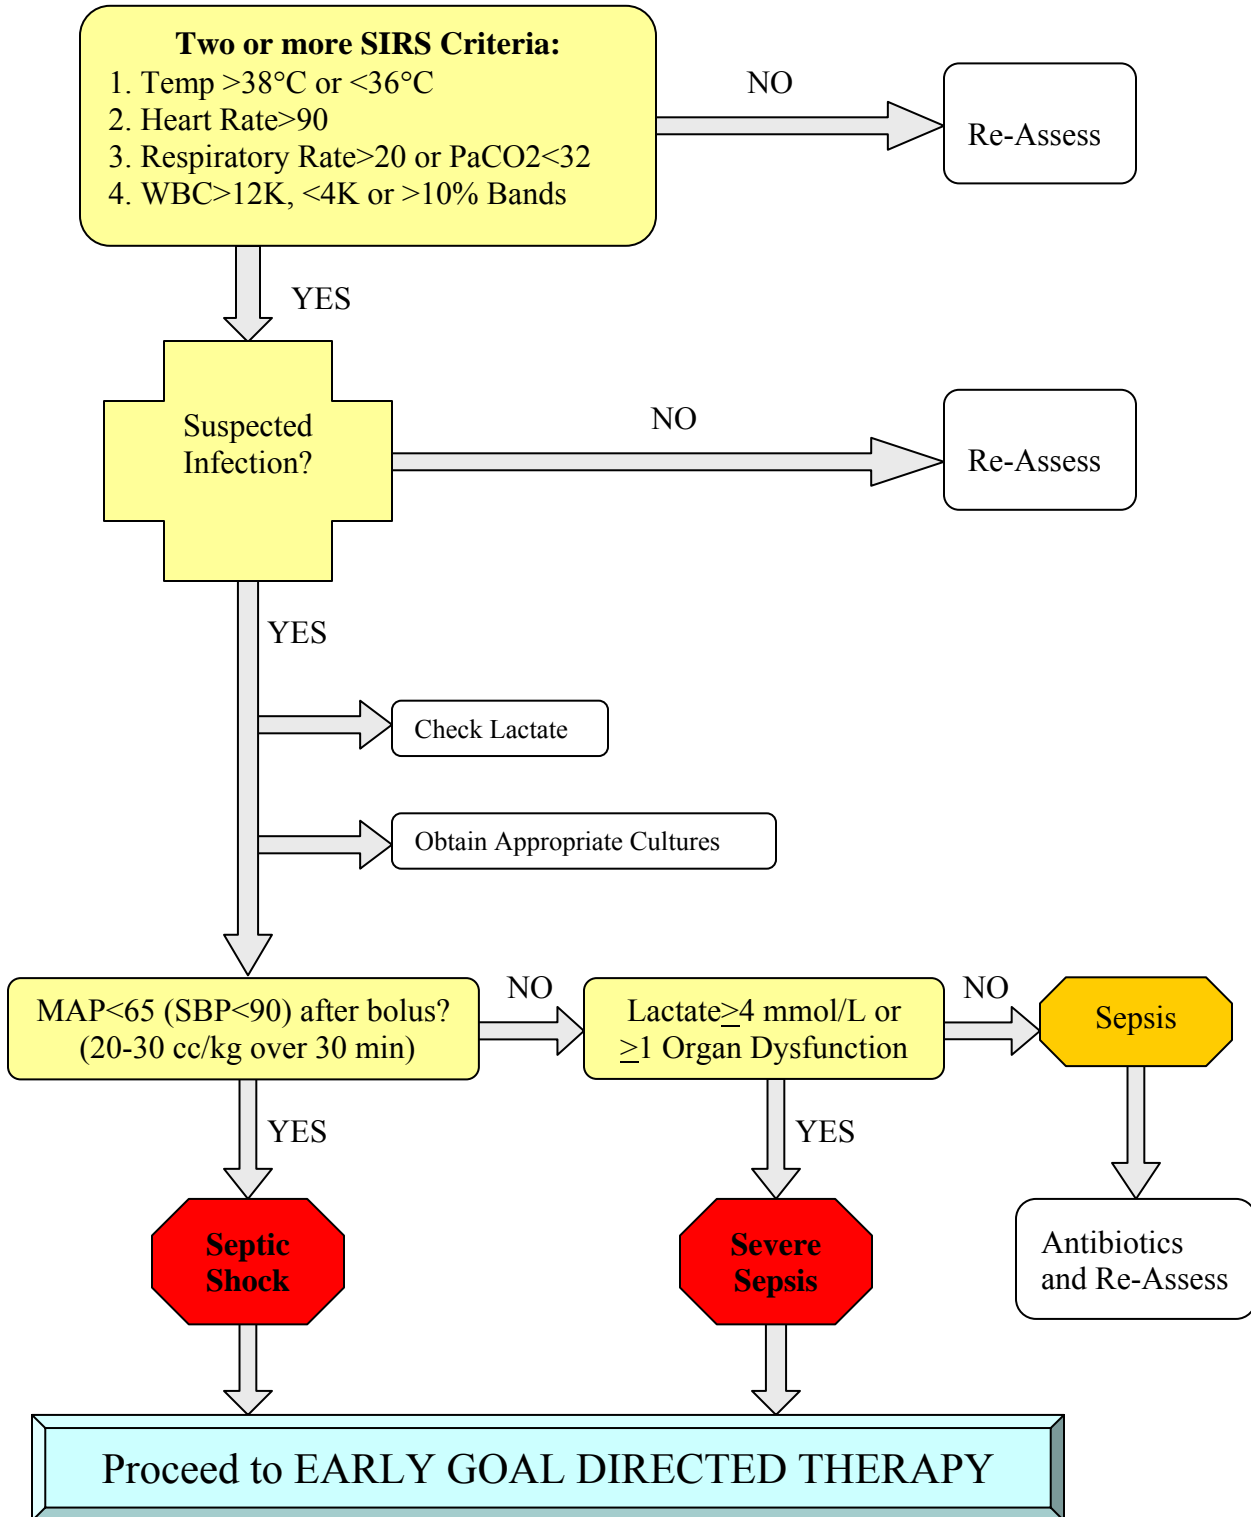 Two or more SIRS Criteria:
1. Temp >38°C or <36°C
2. Heart Rate>90
3. Respiratory Rate>20 or PaCO2<32
4. WBC>12K, <4K or >10% Bands
NO
Re-Assess
YES
Suspected
Infection?
NO
Re-Assess
YES
Check Lactate
Obtain Appropriate Cultures
MAP<65 (SBP<90) after bolus?
(20-30 cc/kg over 30 min)
NO
Lactate≥4 mmol/L or
≥1 Organ Dysfunction
NO
Sepsis
YES
YES
Septic
Shock
Severe
Sepsis
Antibiotics
and Re-Assess
Proceed to EARLY GOAL DIRECTED THERAPY